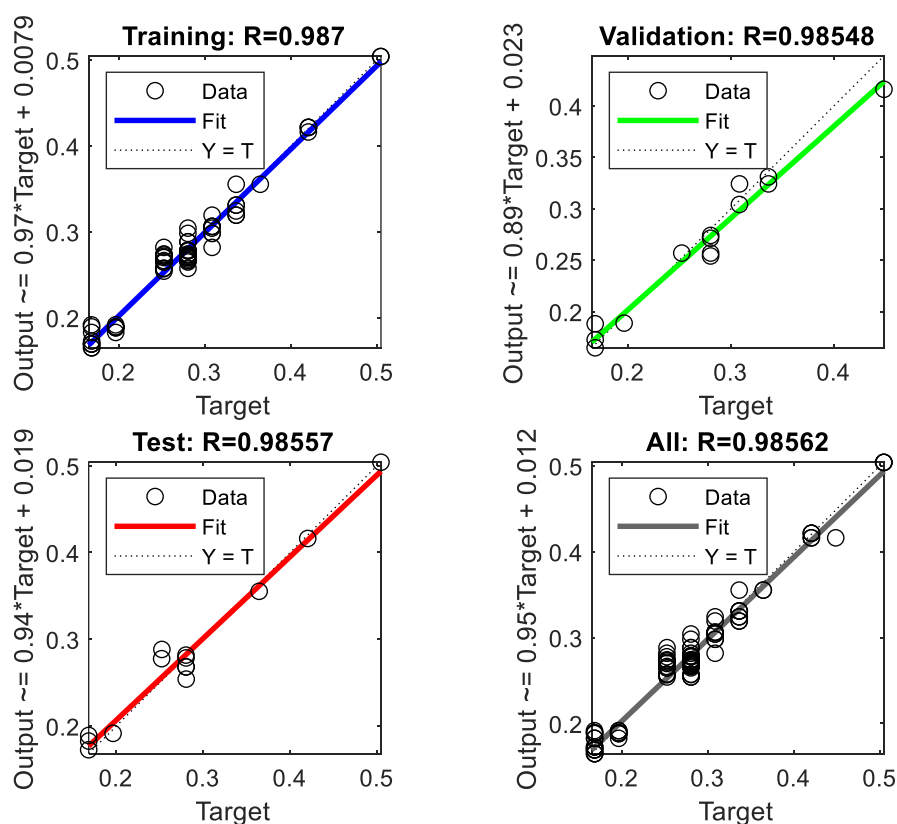 Training: R=0.987
Output ~= 0.97*Target + 0.0079
0.5
0.4
0.3
0.2
Data
Fit
Y = T
0.2 0.3 0.4 0.5
Target
Validation: R=0.98548
Output ~= 0.89*Target + 0.023
0.4
0.35
0.3
0.25
0.2
Data
Fit
Y = T
0.2 0.3 0.4
Target
Test: R=0.98557
Output ~= 0.94*Target + 0.019
0.5
0.4
0.3
0.2
Data
Fit
Y = T
0.2 0.3 0.4 0.5
Target
All: R=0.98562
Output ~= 0.95*Target + 0.012
0.5
0.4
0.3
0.2
Data
Fit
Y = T
0.2 0.3 0.4 0.5
Target